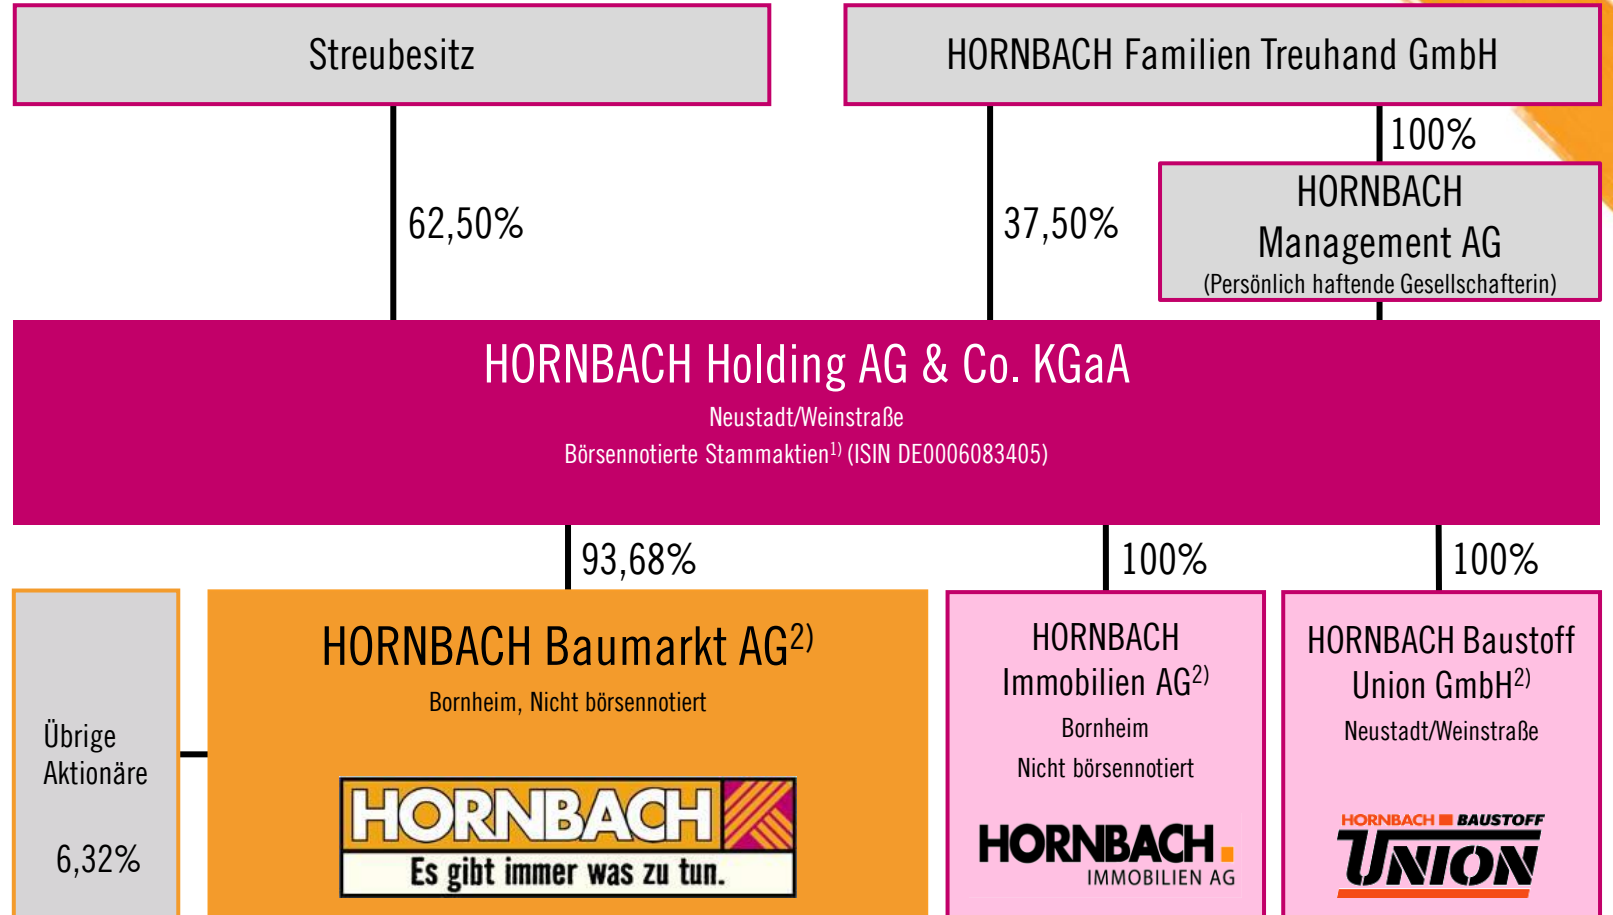 Streubesitz
HORNBACH Familien Treuhand GmbH
100%
HORNBACH
Management AG
(Persönlich haftende Gesellschafterin)
62,50%
37,50%
HORNBACH Holding AG & Co. KGaA
Neustadt/Weinstraße
Börsennotierte Stammaktien1) (ISIN DE0006083405)
93,68%
100%
100%
Übrige
Aktionäre
6,32%
HORNBACH Baumarkt AG2)
Bornheim, Nicht börsennotiert
HORNBACH
Es gibt immer was zu tun.
HORNBACH
Immobilien AG2)
Bornheim
Nicht börsennotiert
HORNBACH
IMMOBILIEN AG
HORNBACH Baustoff
Union GmbH2)
Neustadt/Weinstraße
HORNBACH BAUSTOFF
UNION